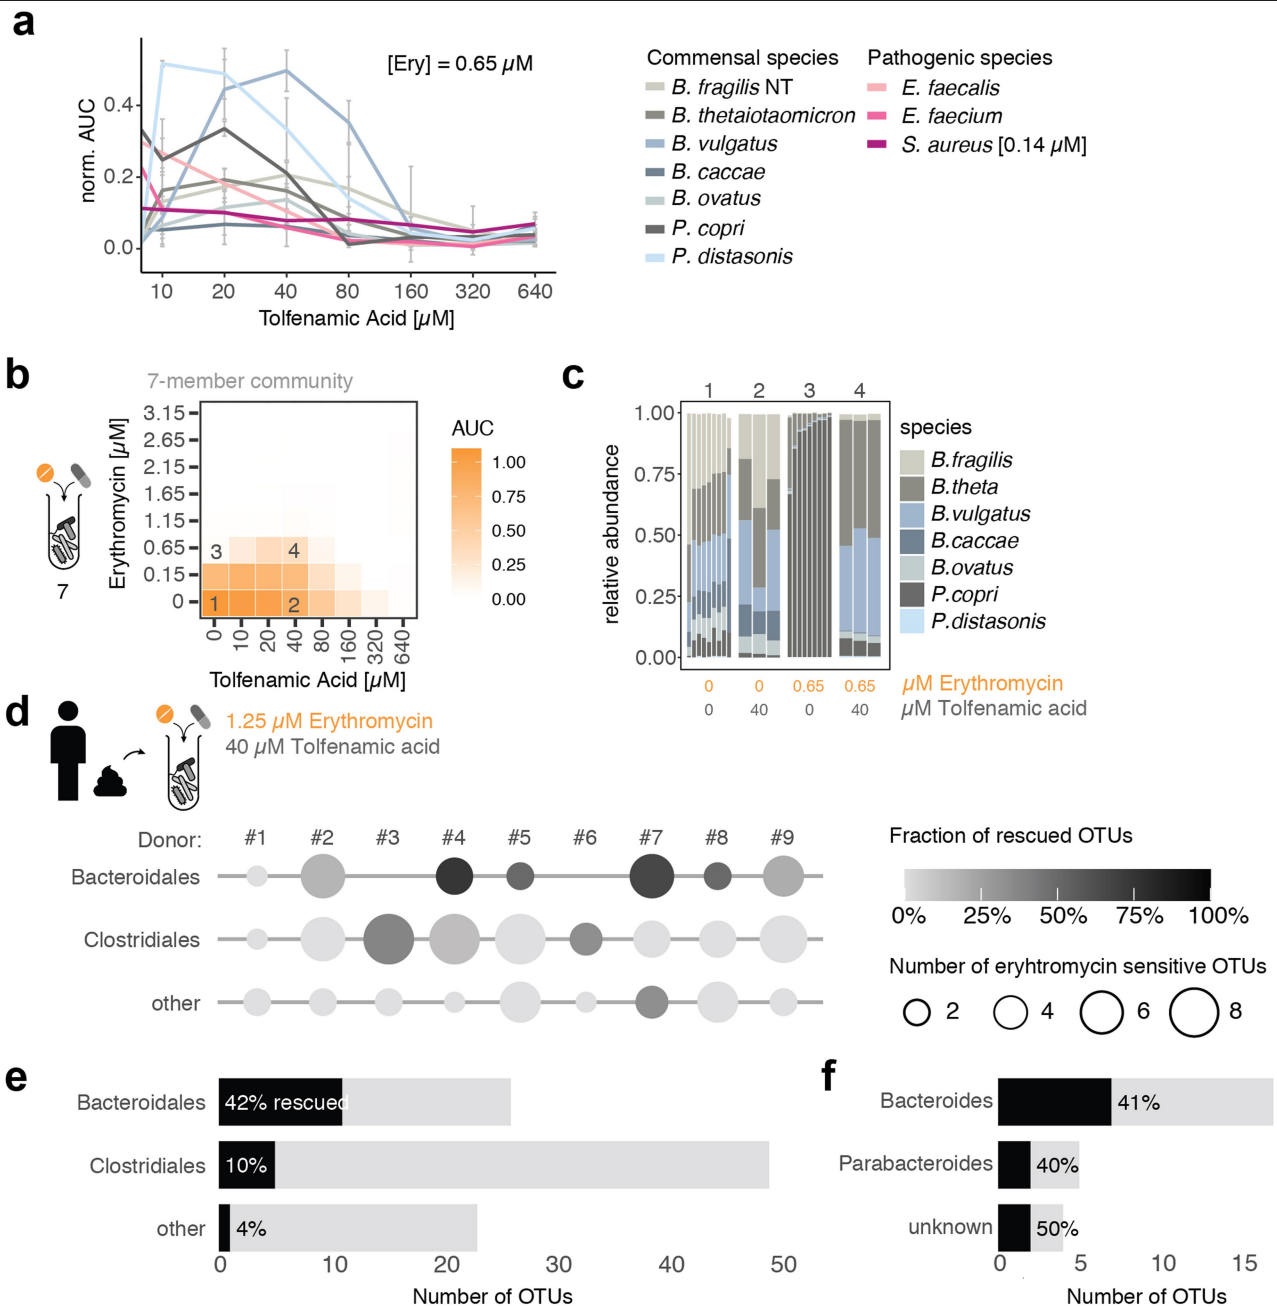 a
[Ery] = 0.65 µM
norm. AUC
0.4
0.2
0.0
10 20 40 80 160 320 640
Tolfenamic Acid [µM]
Commensal species
B. fragilis NT
B. thetaiotaomicron
B. vulgatus
B. caccae
B. ovatus
P. copri
P. distasonis
Pathogenic species
E. faecalis
E. faecium
S. aureus [0.14 µM]
b
7-member community
Erythromycin [µM]
3.15
2.65
2.15
1.65
1.15
0.65
0.15
0
3 4
1 2
0 10 20 40 80 160 320 640
Tolfenamic Acid [µM]
7
AUC
1.00
0.75
0.50
0.25
0.00
c
1 2 3 4
relative abundance
1.00
0.75
0.50
0.25
0.00
0 0 0.65 0.65 µM Erythromycin
0 40 0 40 µM Tolfenamic acid
species
B.fragilis
B.theta
B.vulgatus
B.caccae
B.ovatus
P.copri
P.distasonis
d
1.25 µM Erythromycin
40 µM Tolfenamic acid
Donor: #1 #2 #3 #4 #5 #6 #7 #8 #9
Bacteroidales
Clostridiales
other
Fraction of rescued OTUs
0% 25% 50% 75% 100%
Number of eryhtromycin sensitive OTUs
2 4 6 8
e
Bacteroidales 42% rescued
Clostridiales 10%
other 4%
0 10 20 30 40 50
Number of OTUs
f
Bacteroides 41%
Parabacteroides 40%
unknown 50%
0 5 10 15
Number of OTUs